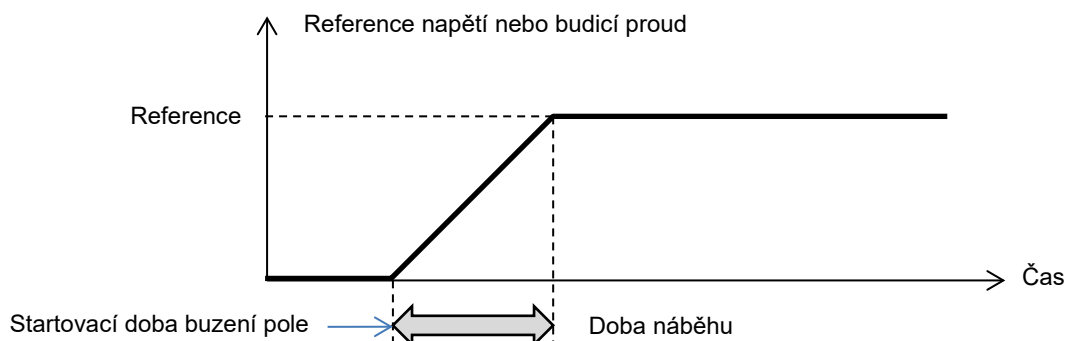 Reference napětí nebo budicí proud
Reference
Čas
Startovací doba buzení pole
Doba náběhu